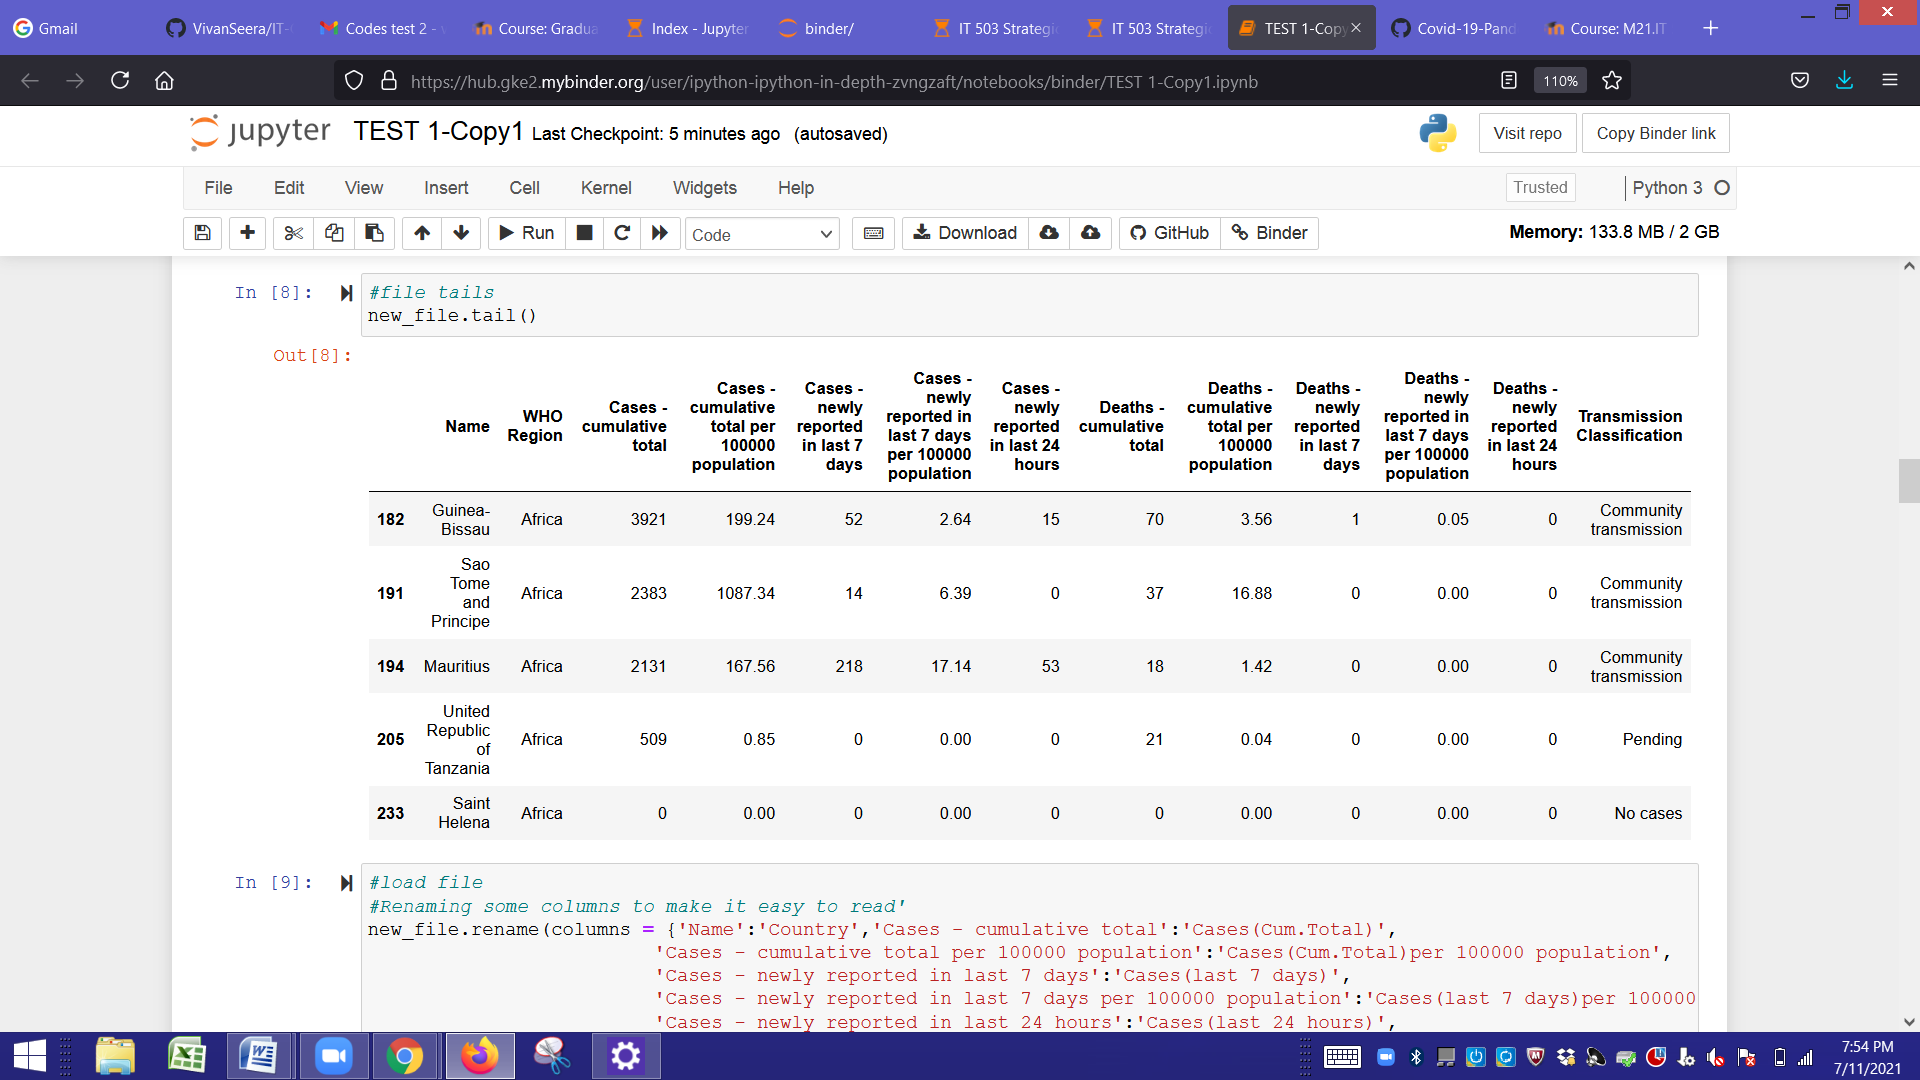 Gmail
VivanSeera/IT-
Codes test 2 -
Course: Gradua
Index - Jupyter
binder/
IT 503 Strategi
IT 503 Strategi
TEST 1-Copy
Covid-19-Pand
Course: M21.IT
https://hub.gke2.mybinder.org/user/ipython-ipython-in-depth-zvngzaft/notebooks/binder/TEST 1-Copy1.ipynb
110%
jupyter TEST 1-Copy1 Last Checkpoint: 5 minutes ago (autosaved)
Visit repo
Copy Binder link
File Edit View Insert Cell Kernel Widgets Help
Trusted
Python 3
Run
Code
Download
GitHub
Binder
Memory: 133.8 MB / 2 GB
In [8]:
#file tails
new_file.tail()
Out[8]:
Name
WHO
Region
Cases -
cumulative
total
Cases -
cumulative
total per
100000
population
Cases -
newly
reported
in last 7
days
Cases -
newly
reported in
last 7 days
per 100000
population
Cases -
newly
reported
in last 24
hours
Deaths -
cumulative
total
Deaths -
cumulative
total per
100000
population
Deaths -
newly
reported
in last 7
days
Deaths -
newly
reported in
last 7 days
per 100000
population
Deaths -
newly
reported
in last 24
hours
Transmission
Classification
182
Guinea-
Bissau
Africa 3921 199.24 52 2.64 15 70 3.56 1 0.05 0
Community
transmission
191
Sao
Tome
and
Principe
Africa 2383 1087.34 14 6.39 0 37 16.88 0 0.00 0
Community
transmission
194 Mauritius Africa 2131 167.56 218 17.14 53 18 1.42 0 0.00 0
Community
transmission
205
United
Republic
of
Tanzania
Africa 509 0.85 0 0.00 0 21 0.04 0 0.00 0 Pending
233
Saint
Helena
Africa 0 0.00 0 0.00 0 0 0.00 0 0.00 0 No cases
In [9]:
#load file
#Renaming some columns to make it easy to read'
new_file.rename(columns = {'Name':'Country','Cases - cumulative total':'Cases(Cum.Total)',
'Cases - cumulative total per 100000 population':'Cases(Cum.Total)per 100000 population',
'Cases - newly reported in last 7 days':'Cases(last 7 days)',
'Cases - newly reported in last 7 days per 100000 population':'Cases(last 7 days)per 100000
'Cases - newly reported in last 24 hours':'Cases(last 24 hours)',
7:54 PM
7/11/2021